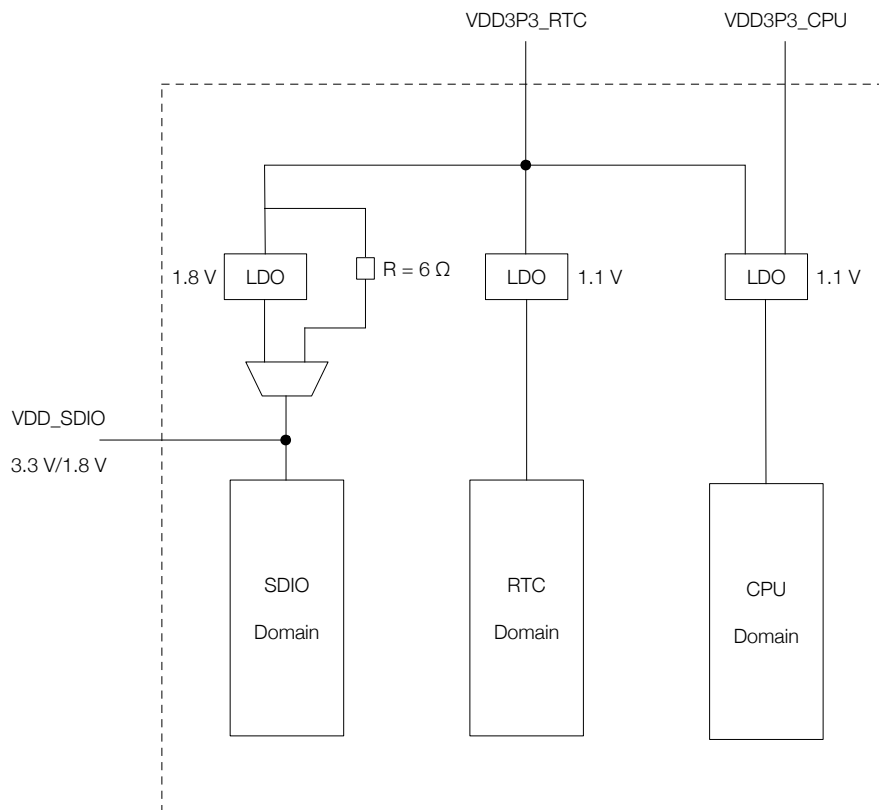 VDD3P3_RTC
VDD3P3_CPU
1.8 V
LDO
R = 6 Ω
LDO
1.1 V
LDO
1.1 V
VDD_SDIO
3.3 V/1.8 V
SDIO
Domain
RTC
Domain
CPU
Domain